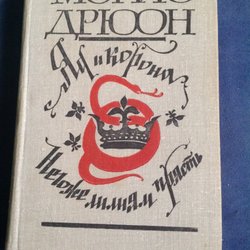 МОРИС
ДРЮОН
Яд и корона
Негоже лилиям прясть